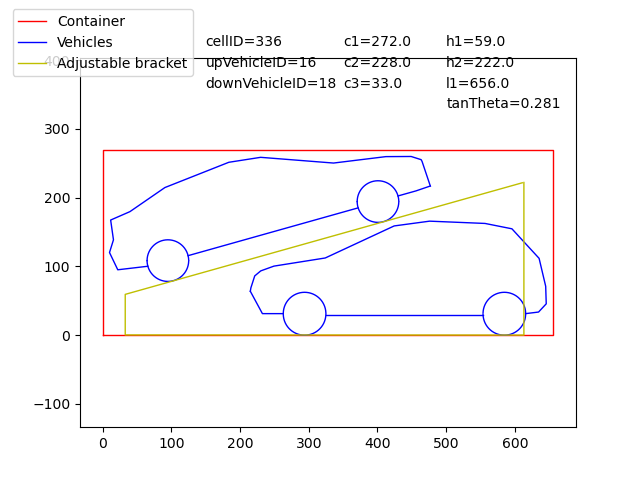 Container
Vehicles
Adjustable bracket
cellID=336 c1=272.0 h1=59.0
upVehicleID=16 c2=228.0 h2=222.0
downVehicleID=18 c3=33.0 l1=656.0
tanTheta=0.281
400
300
200
100
0
−100
0 100 200 300 400 500 600